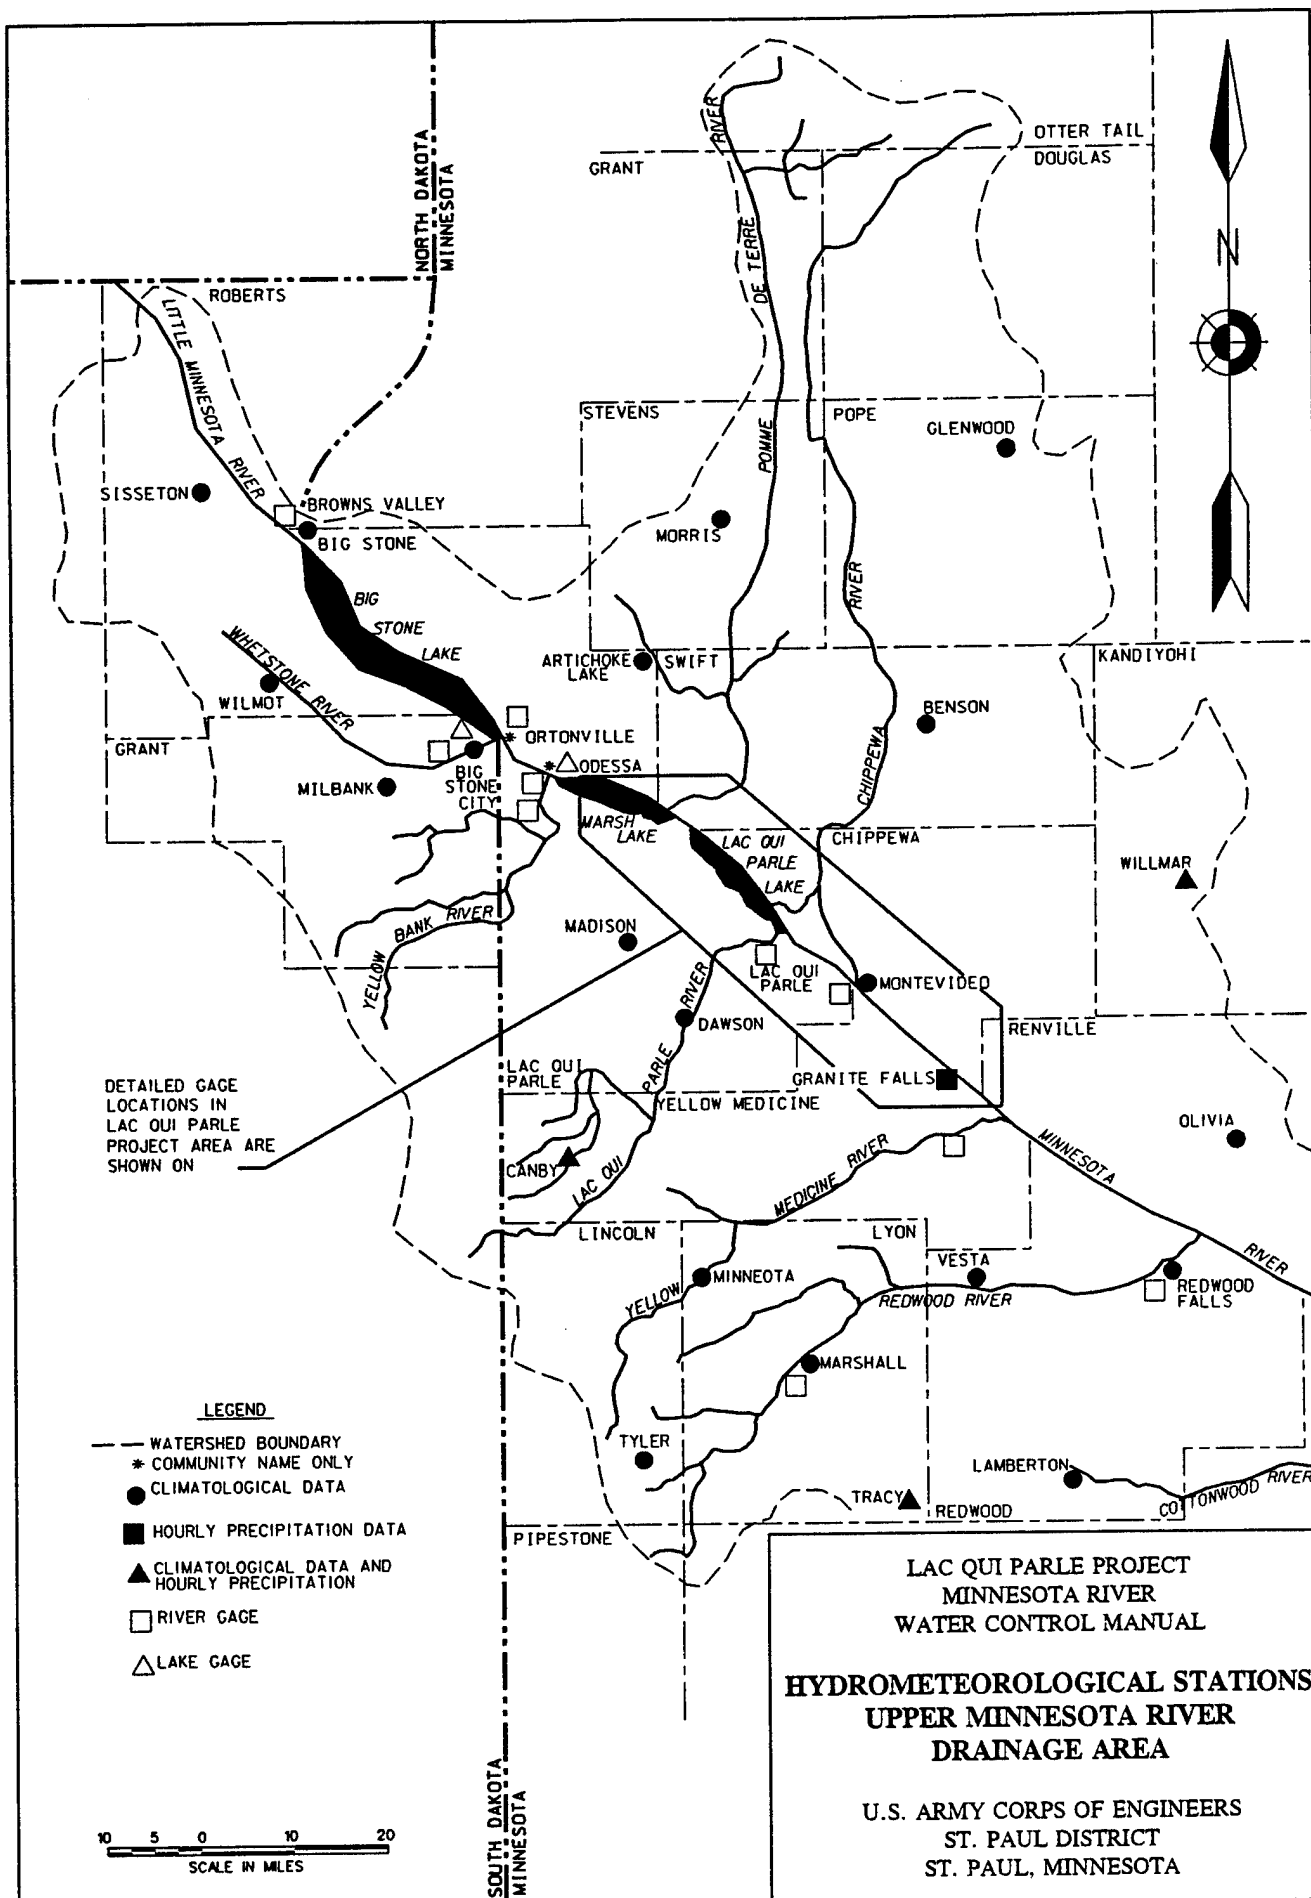 OTTER TAIL
DOUGLAS
GRANT
RIVER
DE TERRE
POMME
NORTH DAKOTA
MINNESOTA
N
ROBERTS
LITTLE MINNESOTA RIVER
STEVENS
POPE
GLENWOOD
SISSETON
BROWNS VALLEY
BIG STONE
MORRIS
BIG
STONE
LAKE
RIVER
CHIPPEWA
WHETSTONE RIVER
WILMOT
ARTICHOKE
LAKE
SWIFT
KANDIYOHI
BENSON
GRANT
ORTONVILLE
ODESSA
MILBANK
BIG
STONE
CITY
MARSH
LAKE
LAC QUI
PARLE
LAKE
CHIPPEWA
WILLMAR
YELLOW BANK RIVER
MADISON
LAC QUI
PARLE
MONTEVIDEO
RENVILLE
DAWSON
LAC QUI PARLE RIVER
LAC QUI
PARLE
YELLOW MEDICINE
GRANITE FALLS
DETAILED GAGE
LOCATIONS IN
LAC QUI PARLE
PROJECT AREA ARE
SHOWN ON
CANBY
OLIVIA
MINNESOTA RIVER
YELLOW MEDICINE RIVER
LINCOLN
LYON
VESTA
MINNEOTA
REDWOOD RIVER
REDWOOD
FALLS
MARSHALL
TYLER
LAMBERTON
TRACY
REDWOOD
COTTONWOOD RIVER
PIPESTONE
LEGEND
WATERSHED BOUNDARY
* COMMUNITY NAME ONLY
CLIMATOLOGICAL DATA
HOURLY PRECIPITATION DATA
CLIMATOLOGICAL DATA AND
HOURLY PRECIPITATION
RIVER GAGE
LAKE GAGE
SOUTH DAKOTA
MINNESOTA
10 5 0 10 20
SCALE IN MILES
LAC QUI PARLE PROJECT
MINNESOTA RIVER
WATER CONTROL MANUAL
HYDROMETEOROLOGICAL STATIONS
UPPER MINNESOTA RIVER
DRAINAGE AREA
U.S. ARMY CORPS OF ENGINEERS
ST. PAUL DISTRICT
ST. PAUL, MINNESOTA